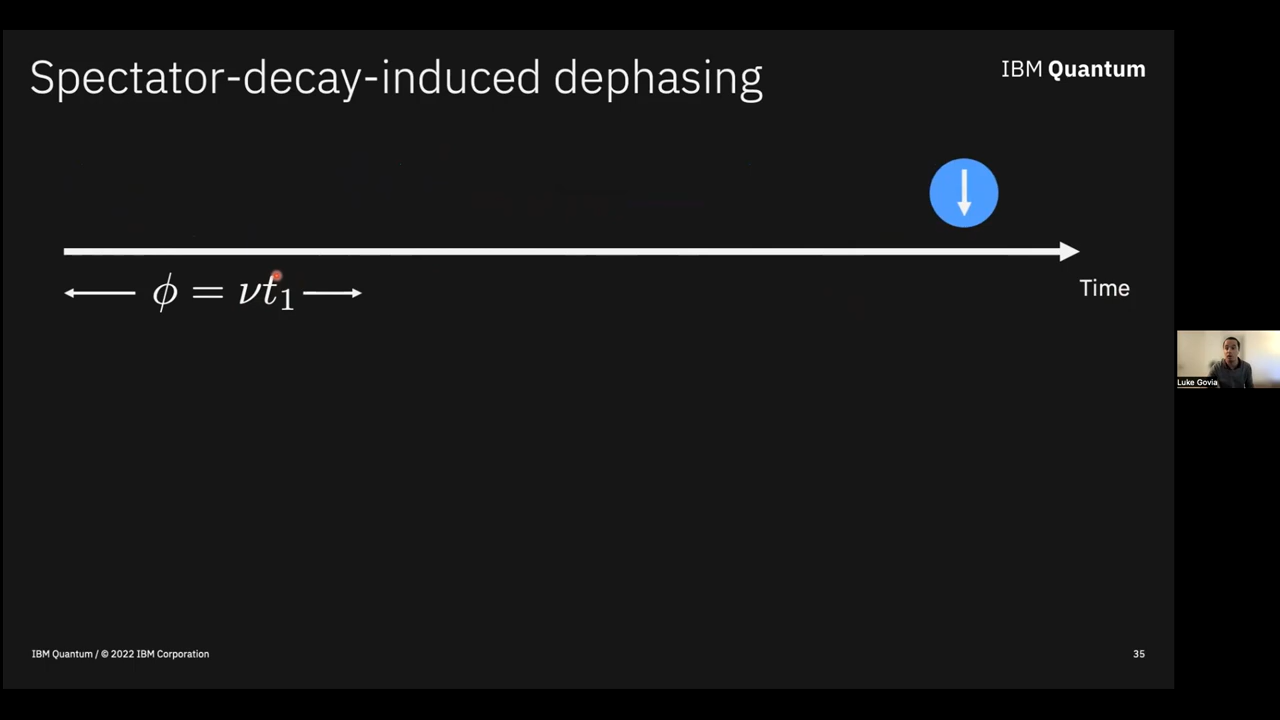 Spectator-decay-induced dephasing
IBM Quantum
ϕ = νt₁
Time
Luke Govia
IBM Quantum / © 2022 IBM Corporation
35